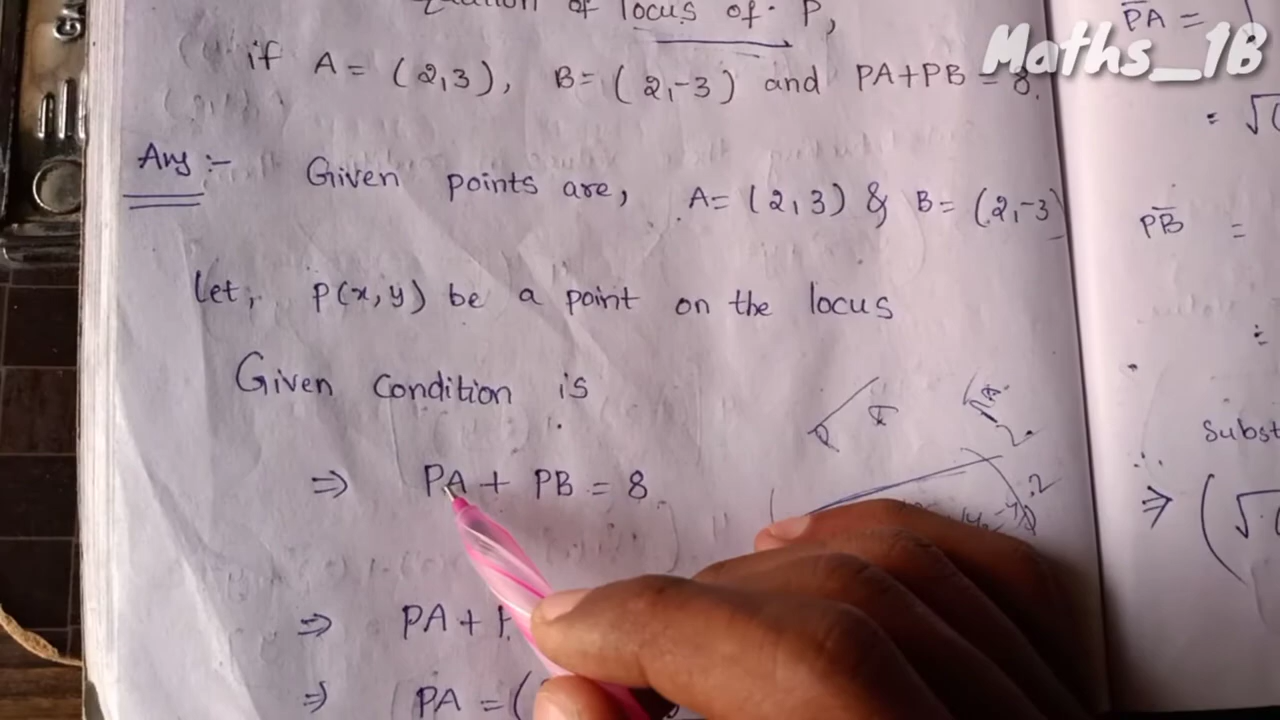 of locus of P,
if A = (2,3), B = (2,-3) and PA+PB = 8.
Ans :- Given points are, A = (2,3) & B = (2,-3)
Let, P(x,y) be a point on the locus
Given Condition is
⇒ PA + PB = 8
⇒ PA +
⇒ PA = (
Maths_1B
PA =
= √(
PB =
:
Subst
∴
⇒ (√